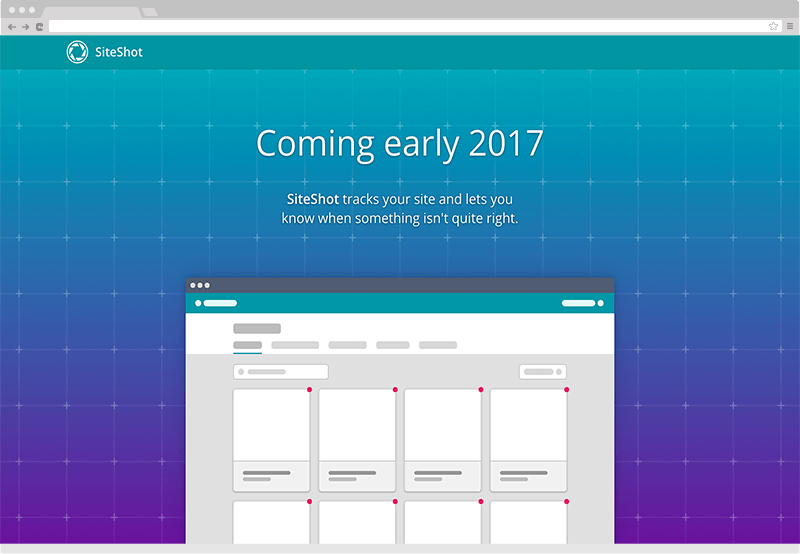 SiteShot
Coming early 2017
SiteShot tracks your site and lets you
know when something isn't quite right.